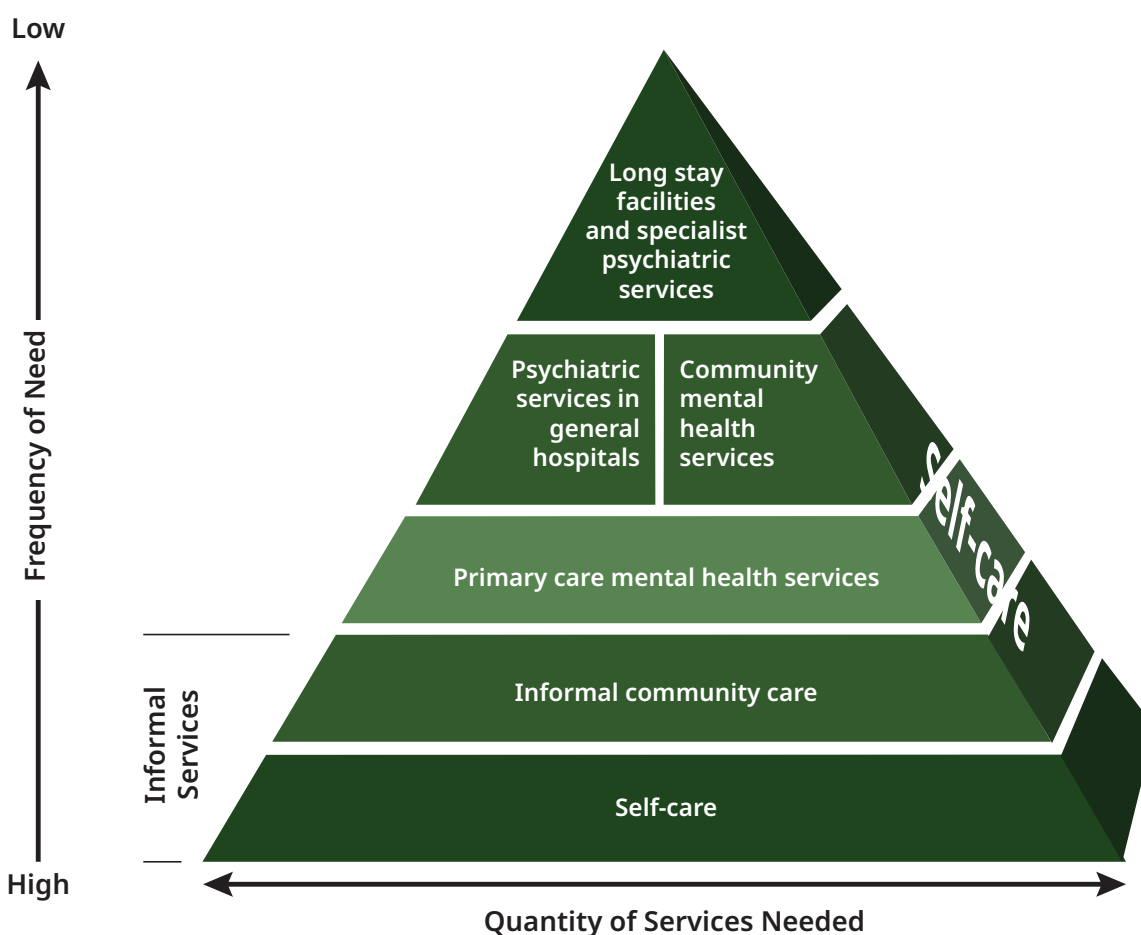 Low
Long stay
facilities
and specialist
psychiatric
services
Frequency of Need
Psychiatric
services in
general
hospitals
Community
mental
health
services
Self-care
Primary care mental health services
Informal
Services
Informal community care
Self-care
High
Quantity of Services Needed